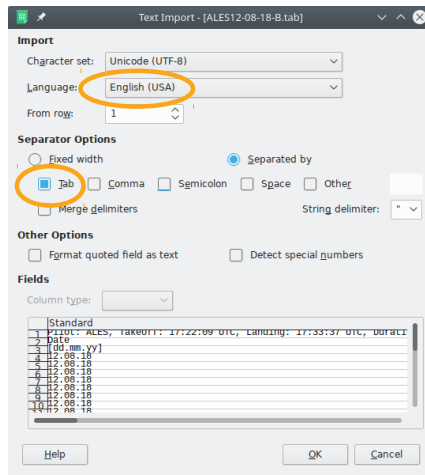 Text Import - [ALES12-08-18-B.tab]
Import
Character set: Unicode (UTF-8)
Language: English (USA)
From row: 1
Separator Options
Fixed width Separated by
Tab Comma Semicolon Space Other
Merge delimiters String delimiter: "
Other Options
Format quoted field as text Detect special numbers
Fields
Column type:
Standard
1 Pilot: ALES, Takeoff: 17:22:09 UTC, Landing: 17:33:37 UTC, Durati
2 Date
3 [dd.mm.yy]
4 12.08.18
5 12.08.18
6 12.08.18
7 12.08.18
8 12.08.18
9 12.08.18
10 12.08.18
11 12.08.18
Help OK Cancel